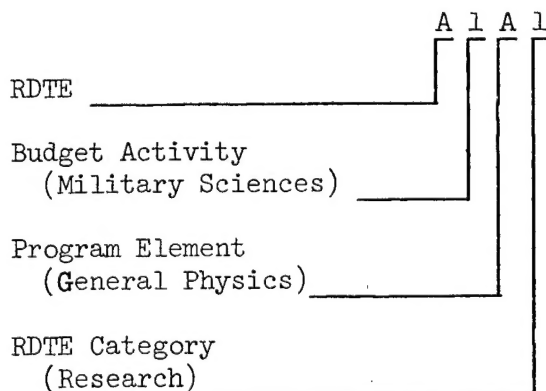 A 1 A 1
RDTE
Budget Activity
(Military Sciences)
Program Element
(General Physics)
RDTE Category
(Research)